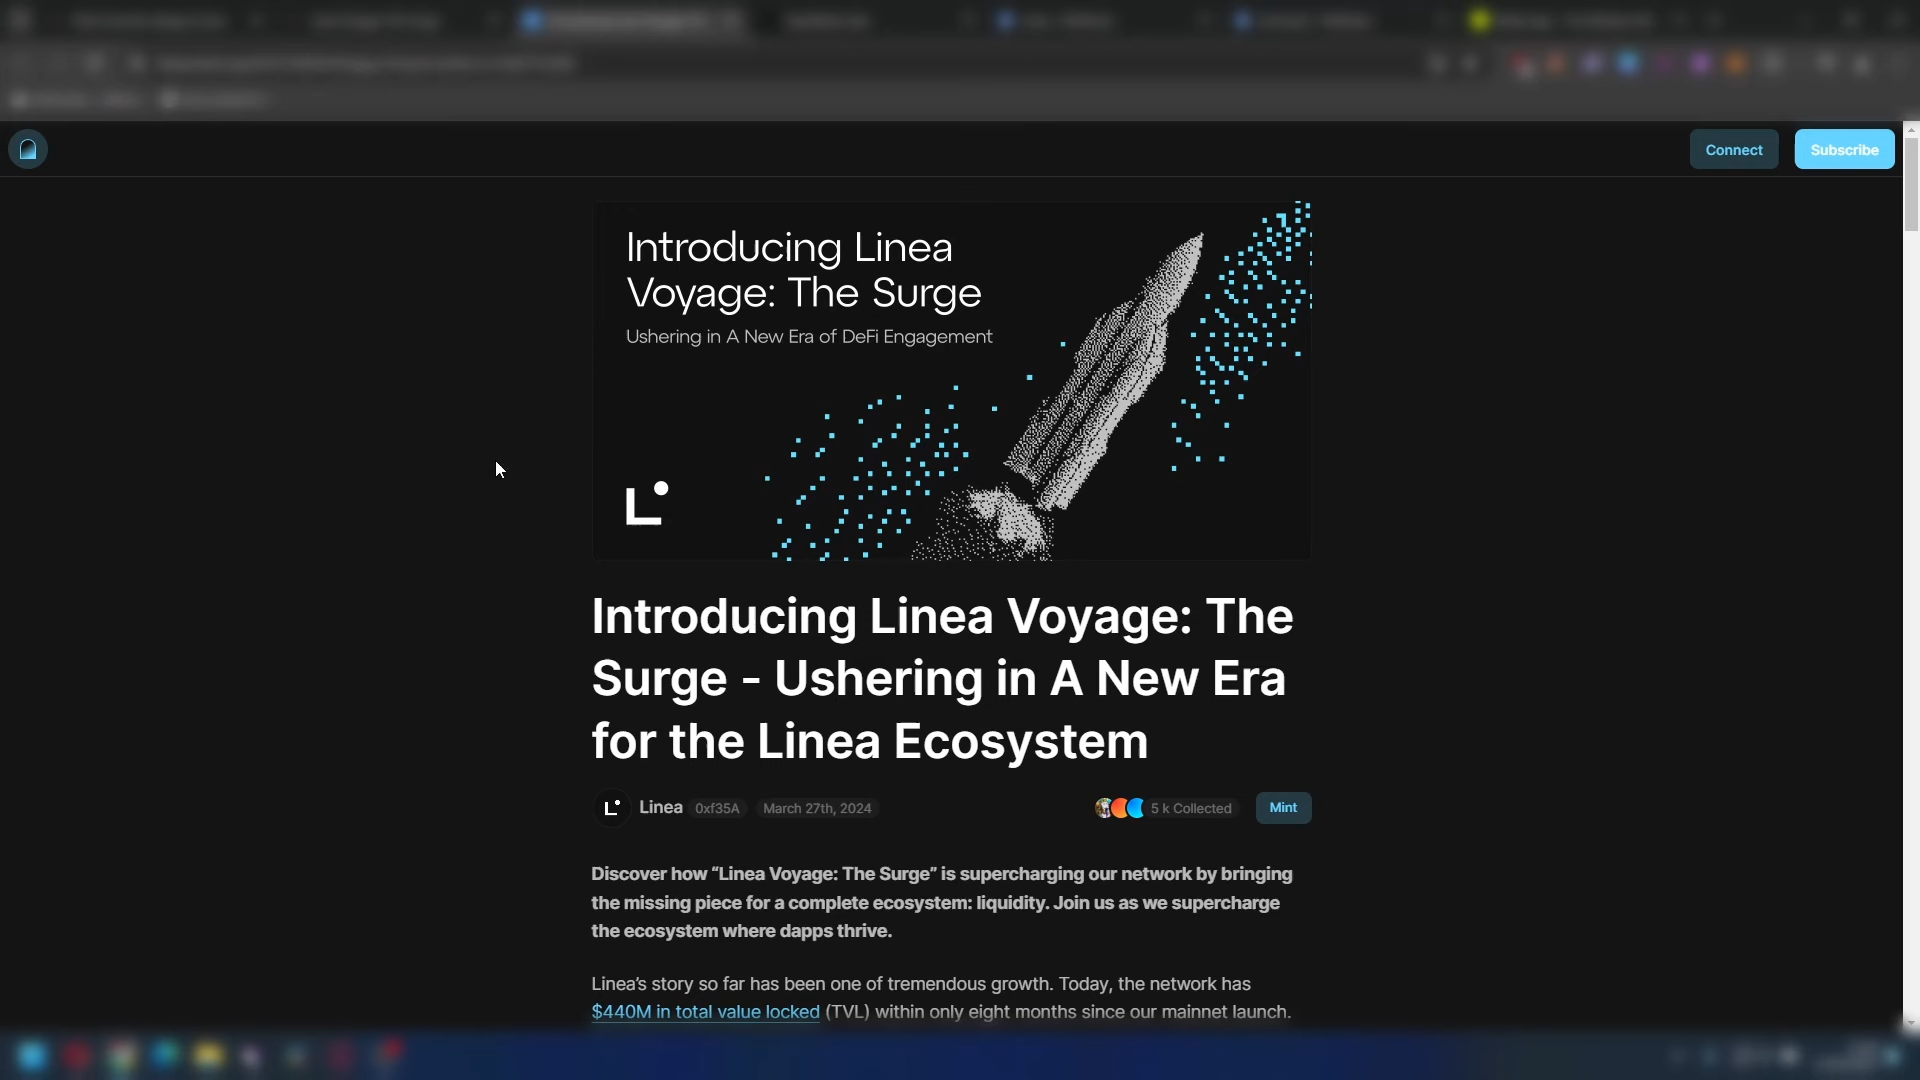 Connect
Subscribe
Introducing Linea
Voyage: The Surge
Ushering in A New Era of DeFi Engagement
Introducing Linea Voyage: The
Surge - Ushering in A New Era
for the Linea Ecosystem
Linea 0xf35A March 27th, 2024 5 k Collected Mint
Discover how “Linea Voyage: The Surge” is supercharging our network by bringing
the missing piece for a complete ecosystem: liquidity. Join us as we supercharge
the ecosystem where dapps thrive.
Linea’s story so far has been one of tremendous growth. Today, the network has
$440M in total value locked (TVL) within only eight months since our mainnet launch.